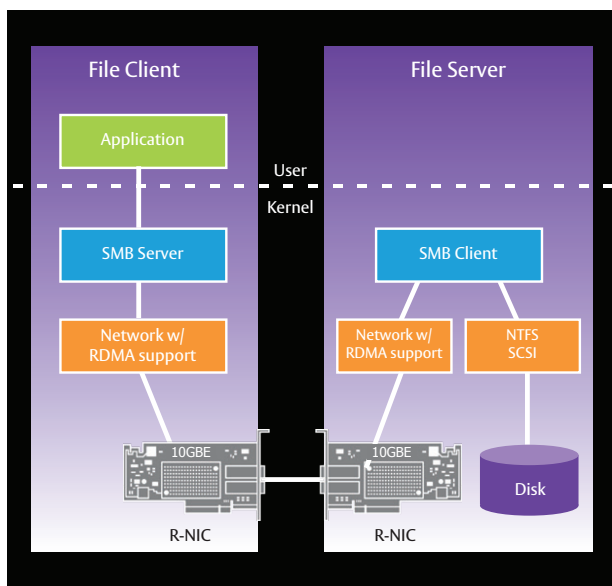 File Client
File Server
Application
User
Kernel
SMB Server
SMB Client
Network w/
RDMA support
Network w/
RDMA support
NTFS
SCSI
10GBE
10GBE
Disk
R-NIC
R-NIC